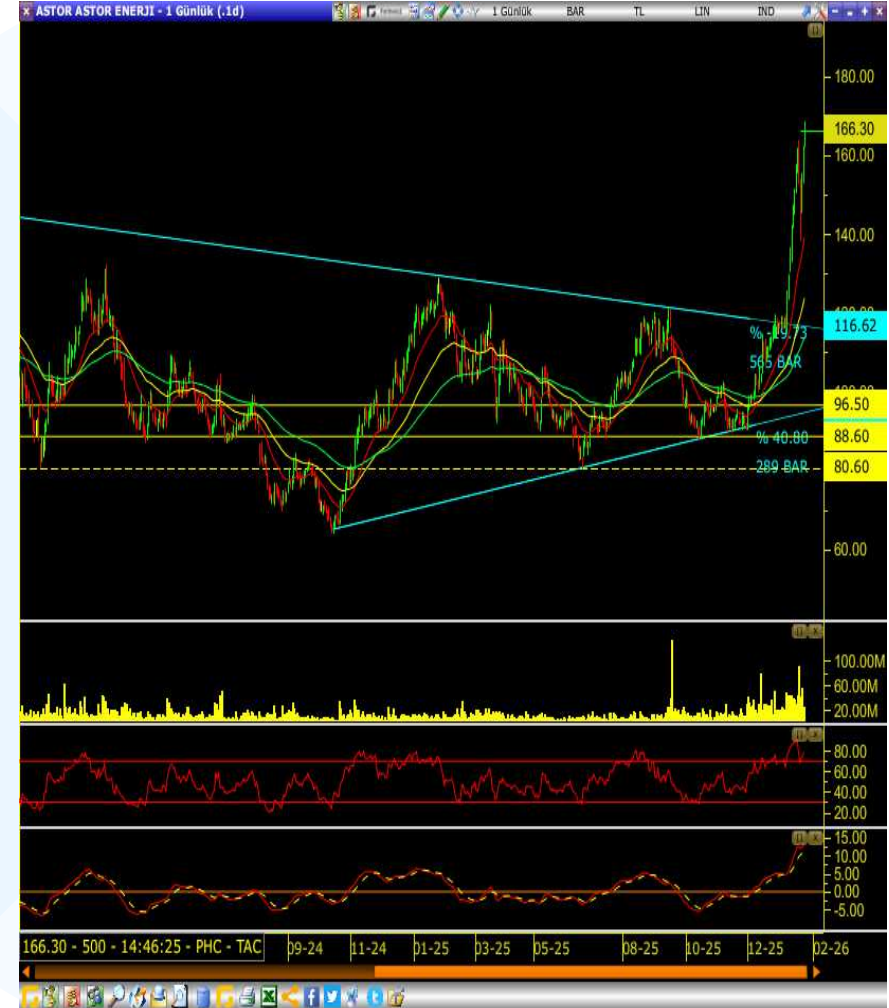 ASTOR ASTOR ENERJI - 1 Günlük (.1d)
1 Günlük BAR TL LIN IND
180.00
166.30
160.00
140.00
116.62
% -19.73
565 BAR
96.50
88.60
% 40.80
289 BAR
80.60
60.00
100.00M
60.00M
20.00M
80.00
60.00
40.00
20.00
15.00
10.00
5.00
0.00
-5.00
166.30 - 500 - 14:46:25 - PHC - TAC
09-24 11-24 01-25 03-25 05-25 08-25 10-25 12-25 02-26